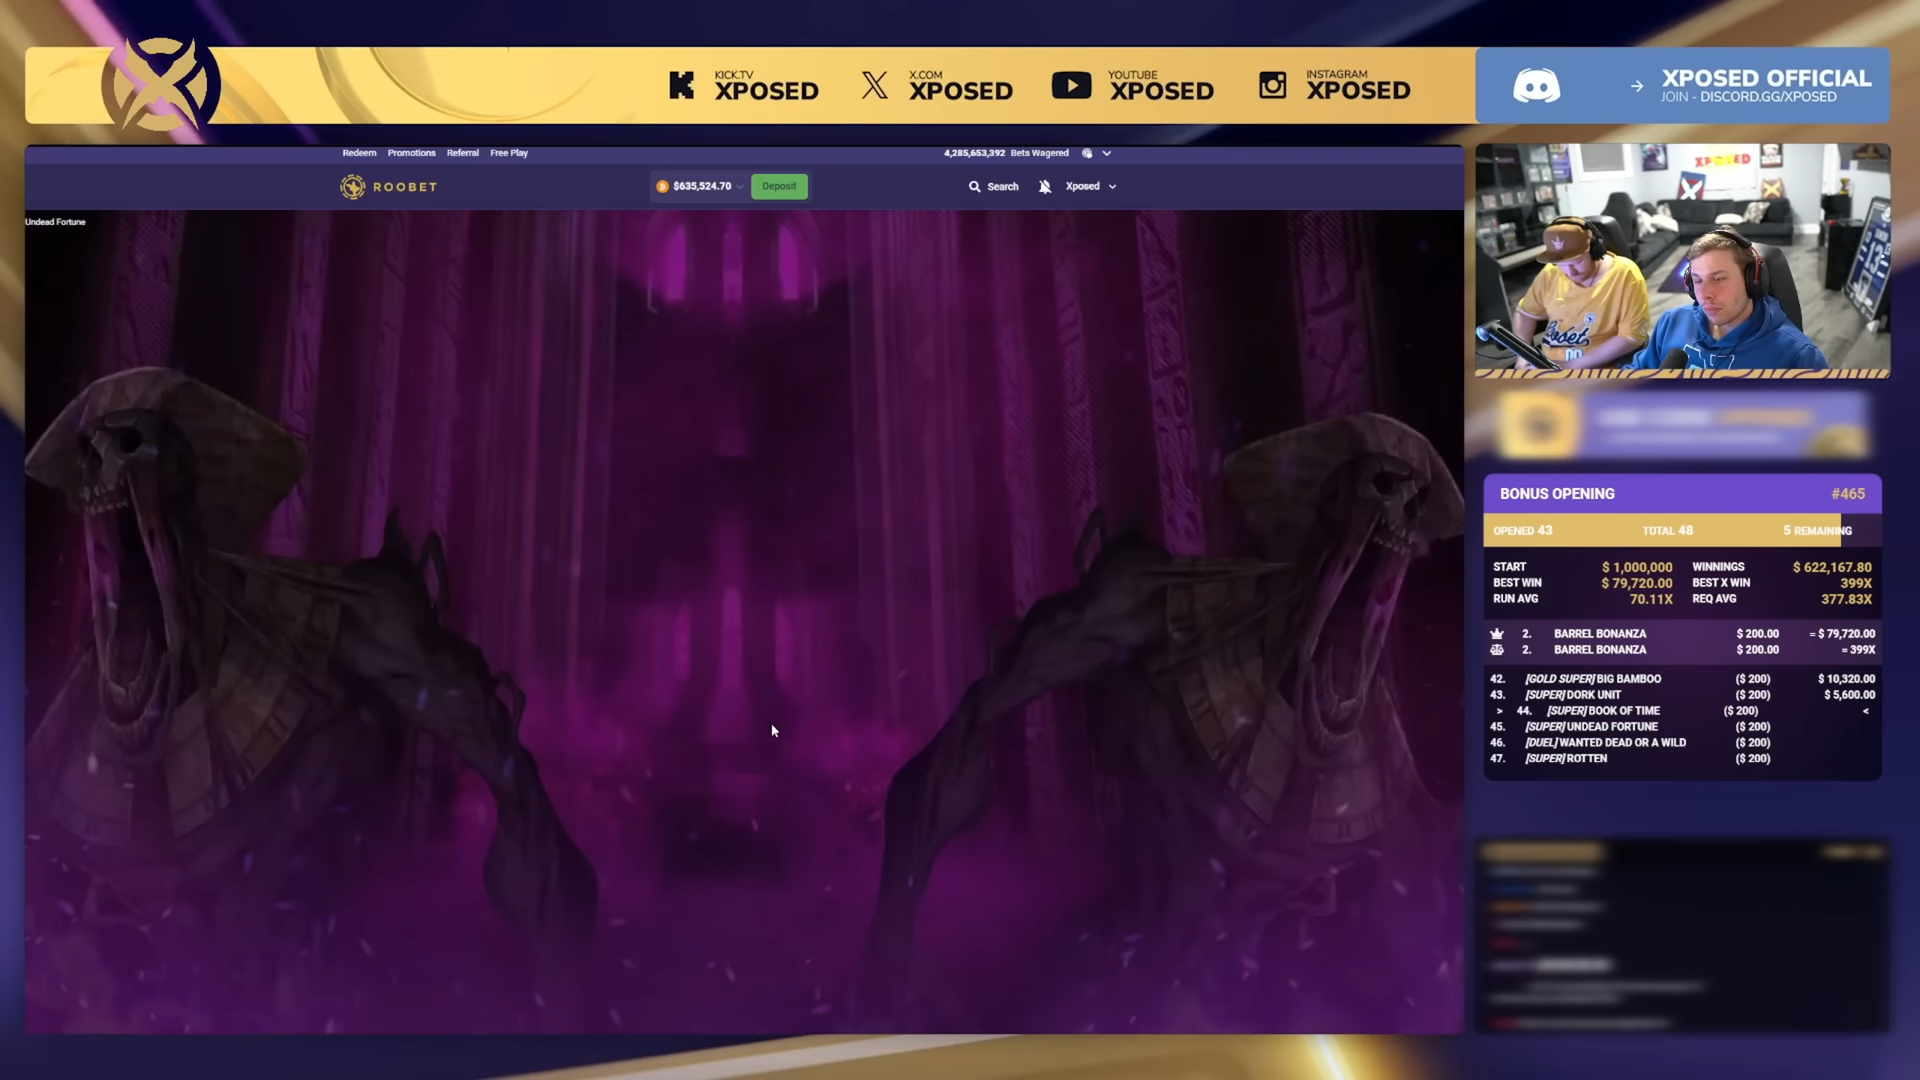 KICK.TV
XPOSED
X.COM
XPOSED
YOUTUBE
XPOSED
INSTAGRAM
XPOSED
XPOSED OFFICIAL
JOIN - DISCORD.GG/XPOSED
Redeem Promotions Referral Free Play
4,285,653,392 Bets Wagered
ROOBET
$635,524.70
Deposit
Search
Xposed
Undead Fortune
XPOSED
BONUS OPENING #465
OPENED 43 TOTAL 48 5 REMAINING
START $ 1,000,000 WINNINGS $ 622,167.80
BEST WIN $ 79,720.00 BEST X WIN 399X
RUN AVG 70.11X REQ AVG 377.83X
2. BARREL BONANZA $ 200.00 = $ 79,720.00
2. BARREL BONANZA $ 200.00 = 399X
42. [GOLD SUPER] BIG BAMBOO ($ 200) $ 10,320.00
43. [SUPER] DORK UNIT ($ 200) $ 5,600.00
> 44. [SUPER] BOOK OF TIME ($ 200) <
45. [SUPER] UNDEAD FORTUNE ($ 200)
46. [DUEL] WANTED DEAD OR A WILD ($ 200)
47. [SUPER] ROTTEN ($ 200)